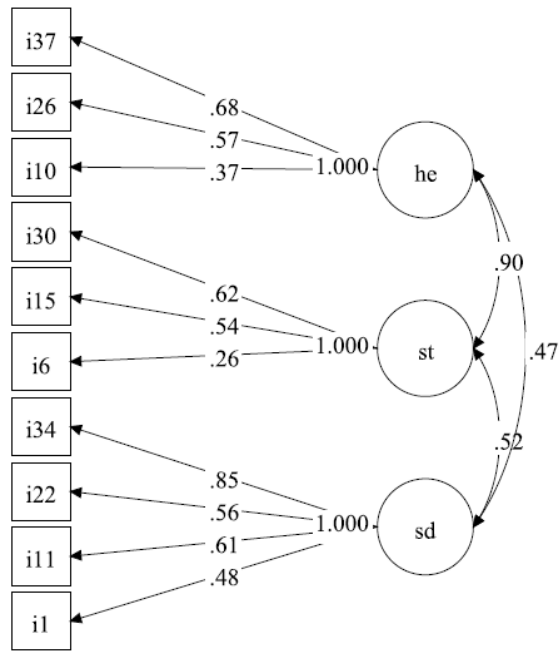 i37
i26
i10
i30
i15
i6
i34
i22
i11
i1
.68
.57
.37
.62
.54
.26
.85
.56
.61
.48
1.000
1.000
1.000
he
st
sd
.90
.47
.52